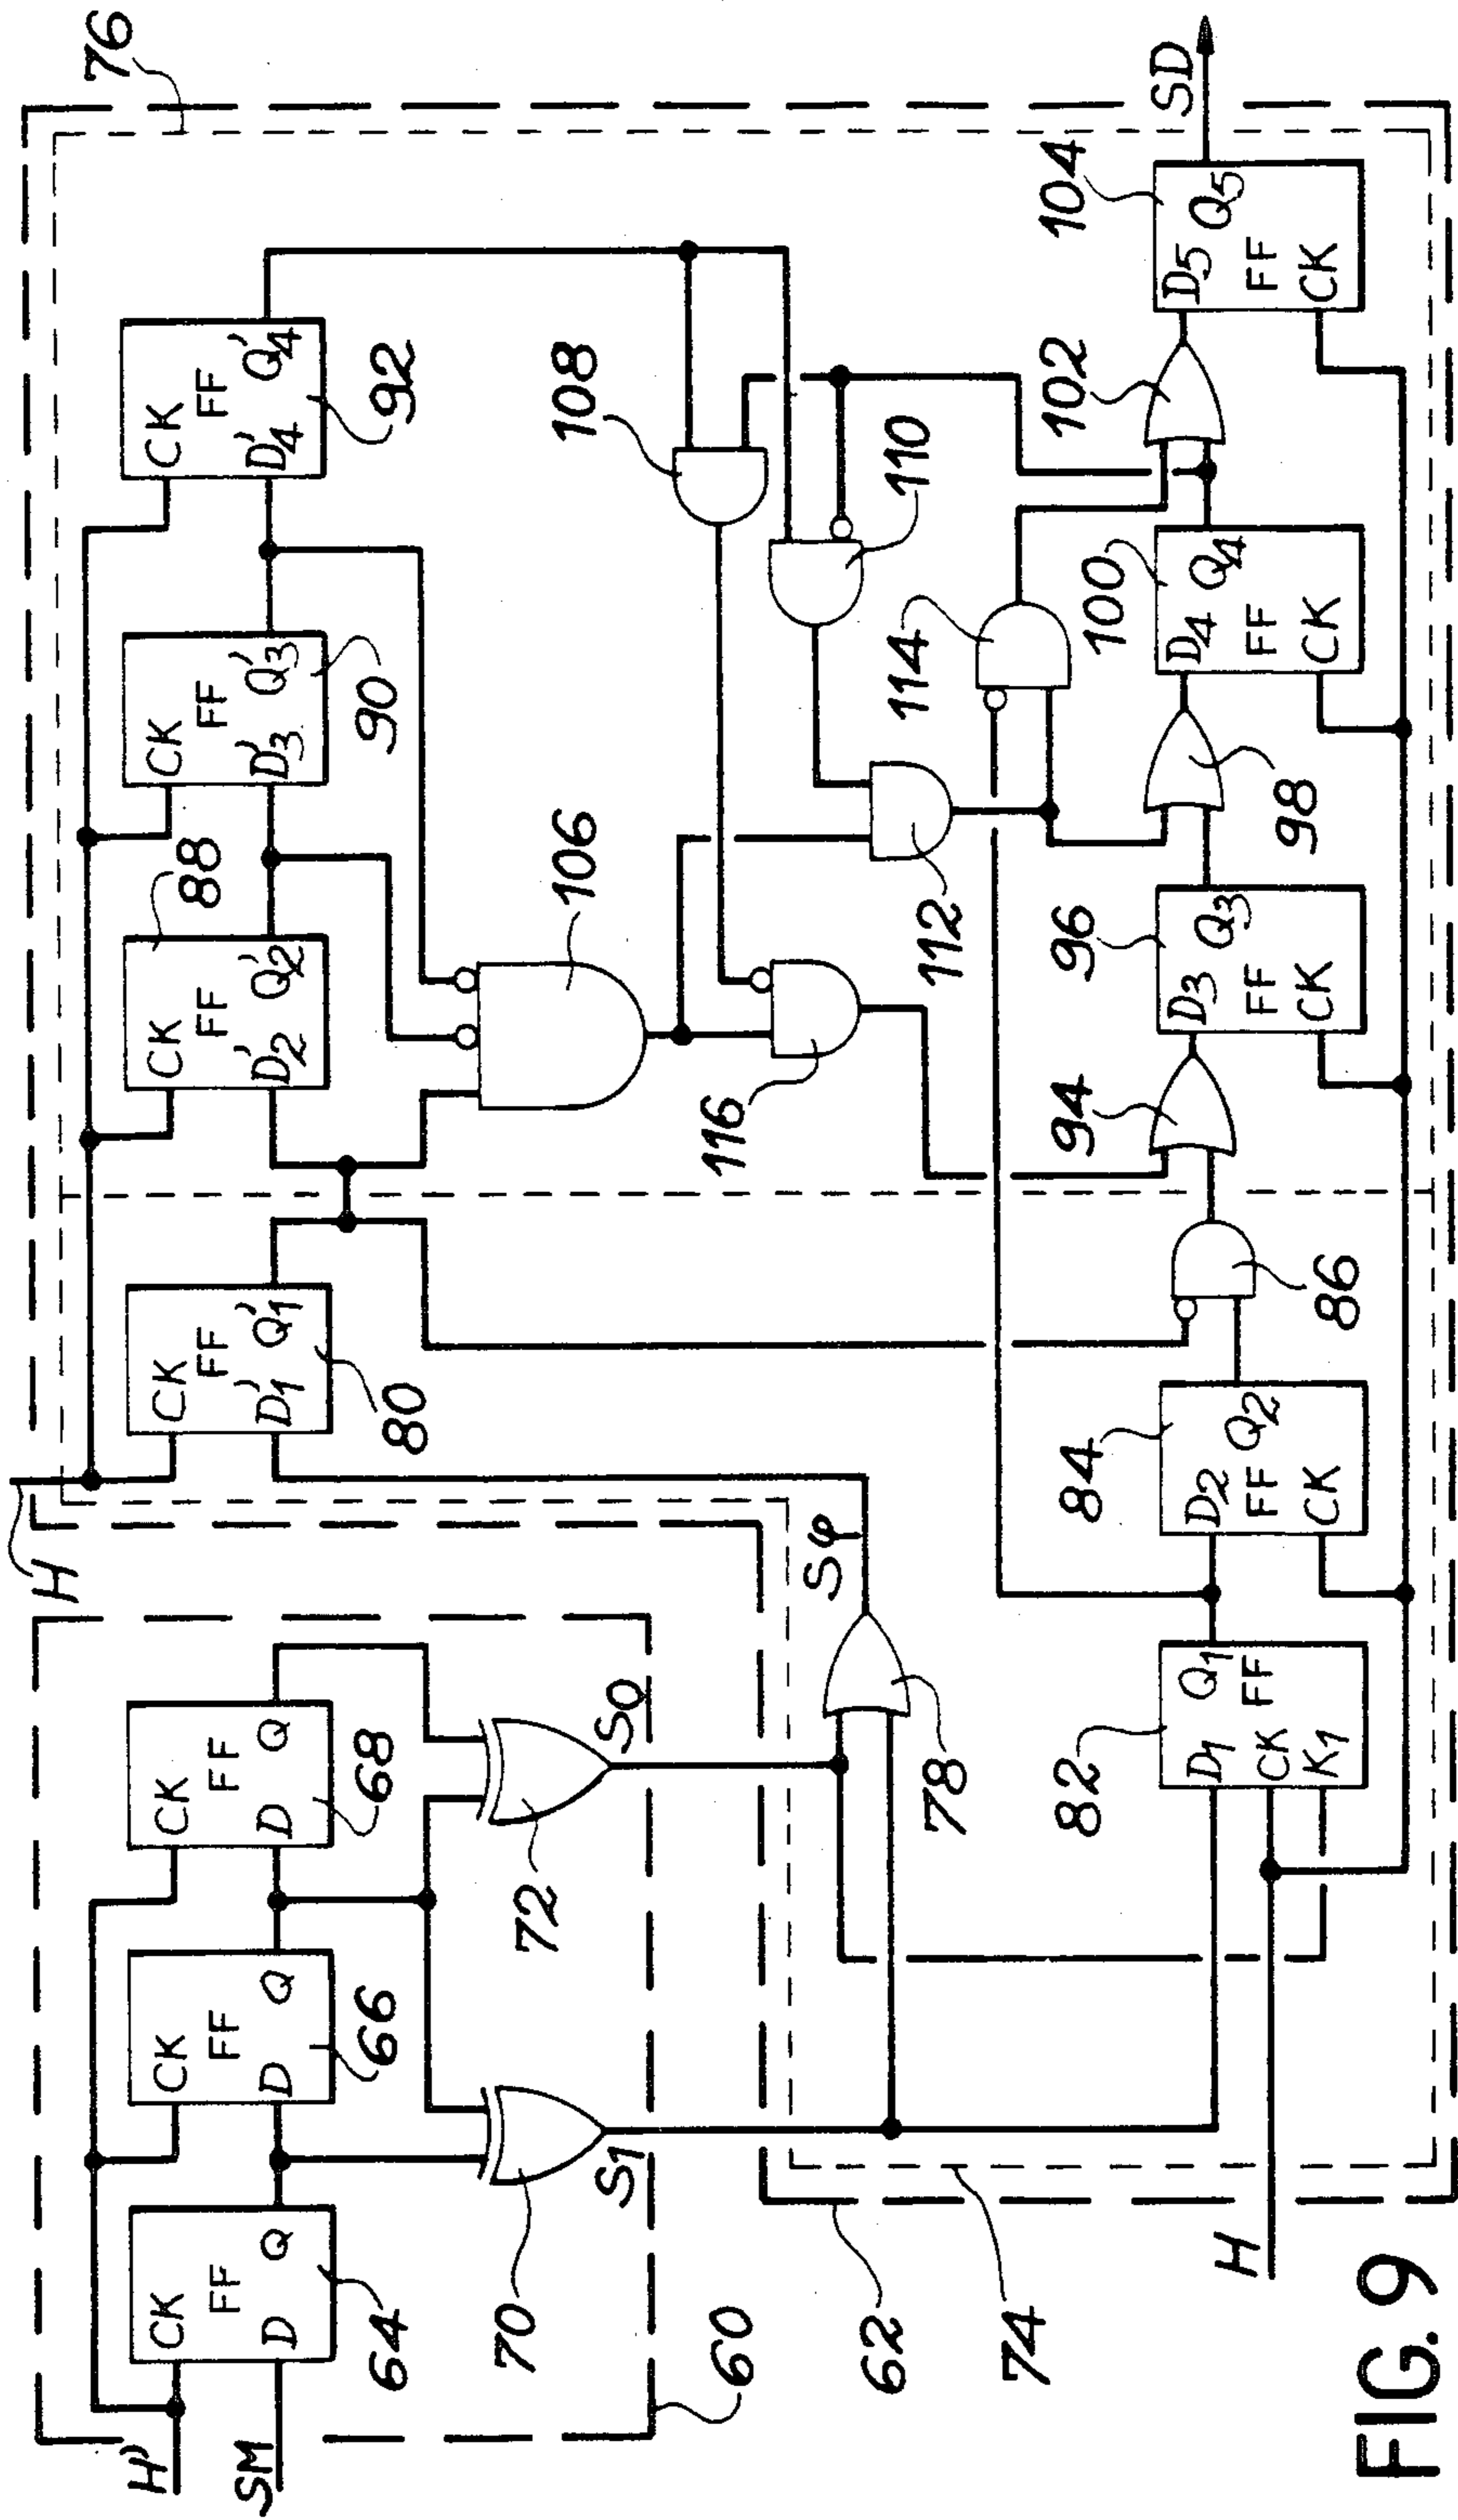 H'
SM
CK
FF
D Q
64
CK
FF
D Q
66
CK
FF
D Q
68
70
S1
72
S0
60
H
62
74
78
Sφ
CK
FF
D'1 Q'1
80
CK
FF
D'2 Q'2
88
CK
FF
D'3 Q'3
90
CK
FF
D'4 Q'4
92
76
106
116
108
110
112
114
H
D1 Q1
CK FF
K1
82
D2 Q2
FF
CK
84
86
94
D3 Q3
FF
CK
96
98
D4 Q4
FF
CK
100
102
D5 Q5
FF
CK
104
SD
FIG. 9